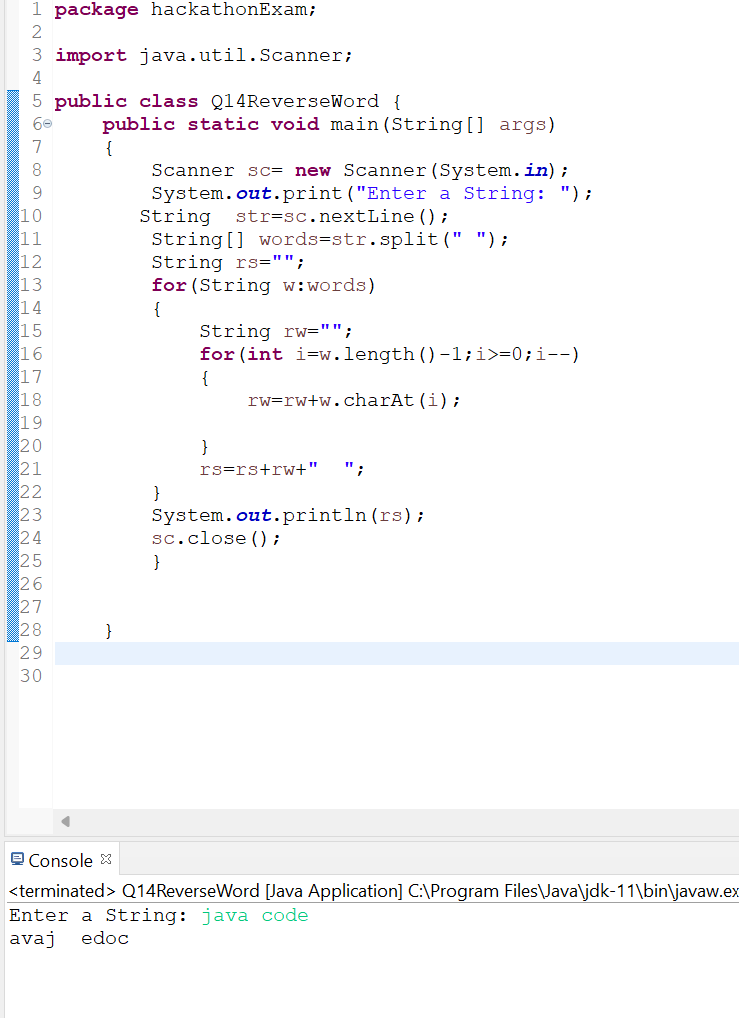 1 package hackathonExam;
2
3 import java.util.Scanner;
4
5 public class Q14ReverseWord {
6     public static void main(String[] args)
7     {
8         Scanner sc= new Scanner(System.in);
9         System.out.print("Enter a String: ");
10        String  str=sc.nextLine();
11         String[] words=str.split(" ");
12         String rs="";
13         for(String w:words)
14         {
15             String rw="";
16             for(int i=w.length()-1;i>=0;i--)
17             {
18                 rw=rw+w.charAt(i);
19
20             }
21             rs=rs+rw+"  ";
22         }
23         System.out.println(rs);
24         sc.close();
25         }
26
27
28     }
29
30
Console
<terminated> Q14ReverseWord [Java Application] C:\Program Files\Java\jdk-11\bin\javaw.ex
Enter a String: java code
avaj  edoc